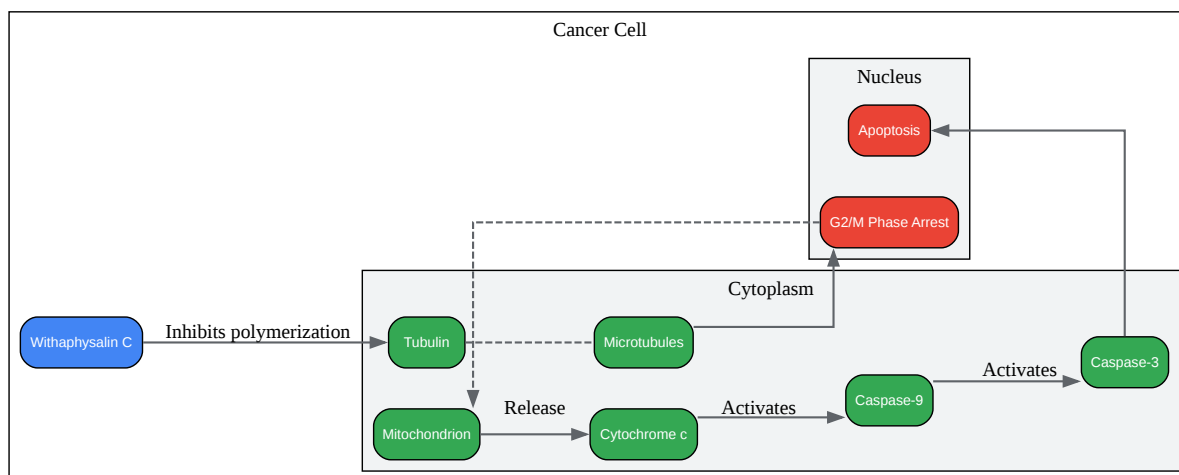 Cancer Cell
Nucleus
Apoptosis
G2/M Phase Arrest
Cytoplasm
Withaphysalin C
Inhibits polymerization
Tubulin
Microtubules
Caspase-3
Activates
Caspase-9
Release
Activates
Mitochondrion
Cytochrome c